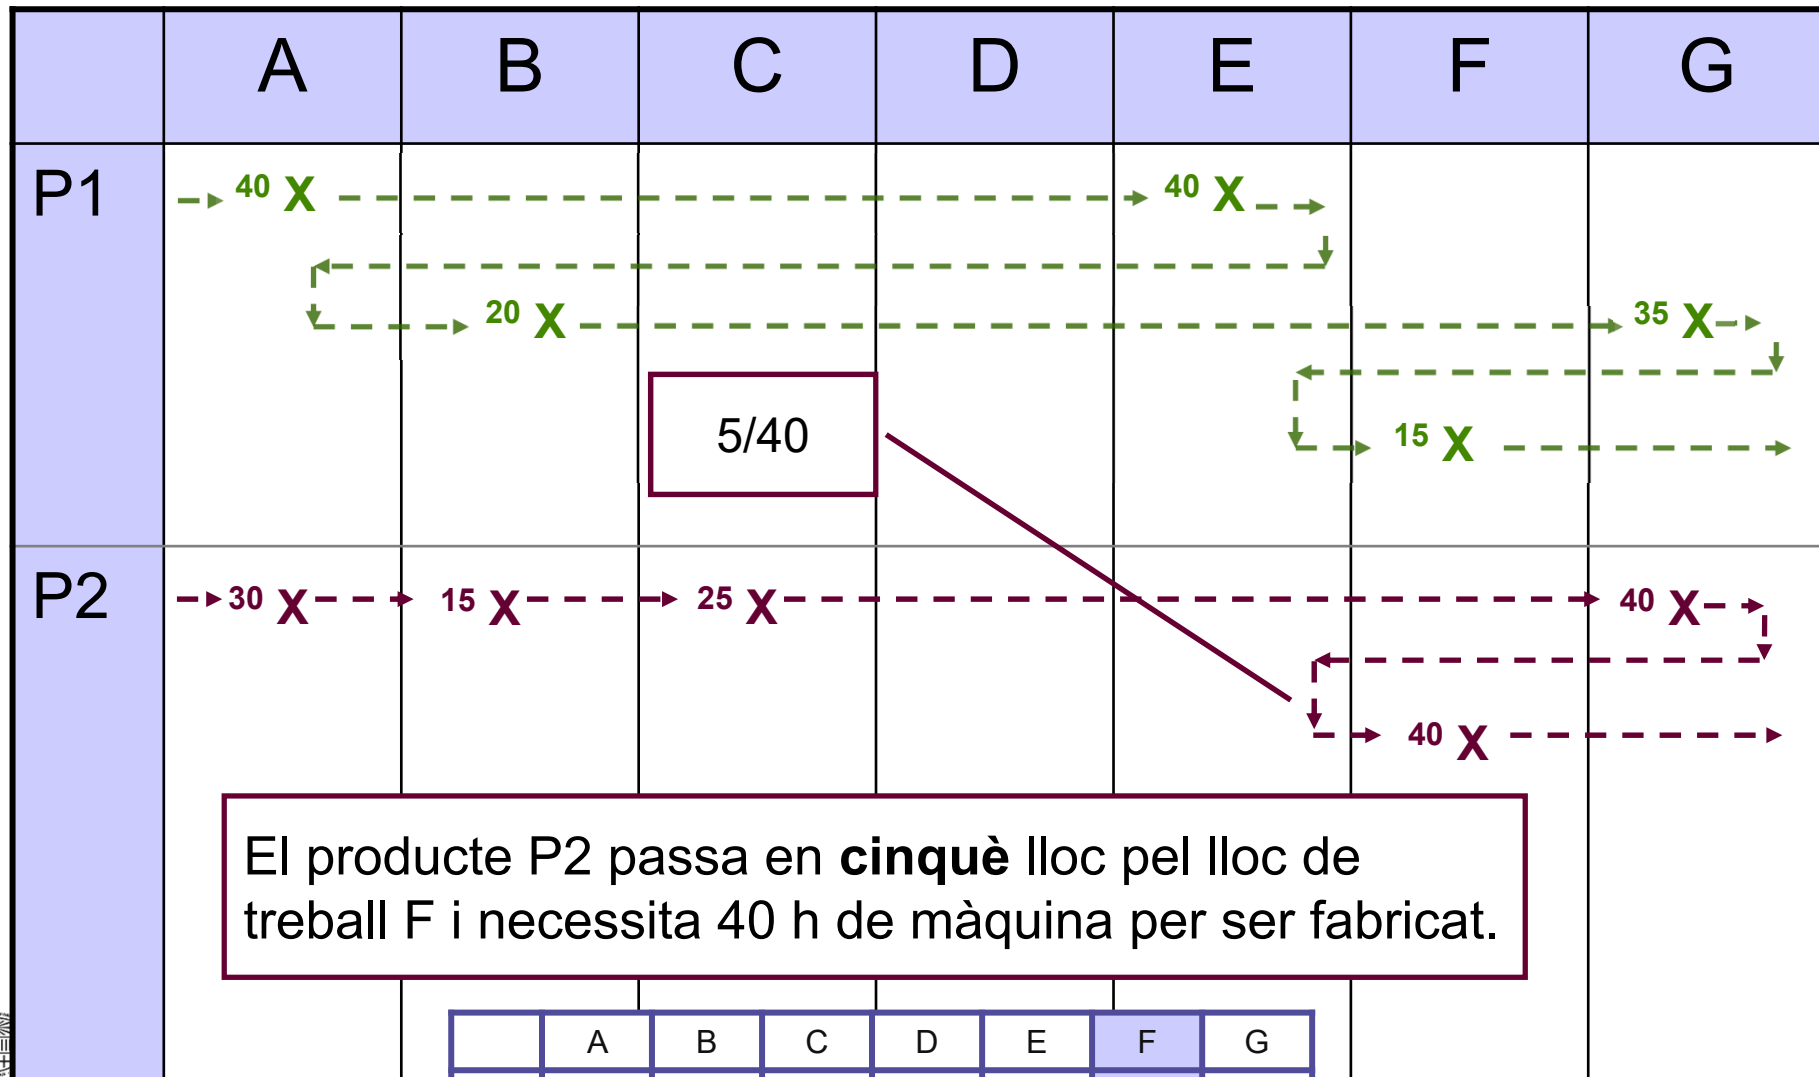 A B C D E F G
P1 40 X 40 X
20 X 35 X
5/40 15 X
P2 30 X 15 X 25 X 40 X
40 X
El producte P2 passa en cinquè lloc pel lloc de
treball F i necessita 40 h de màquina per ser fabricat.
A B C D E F G